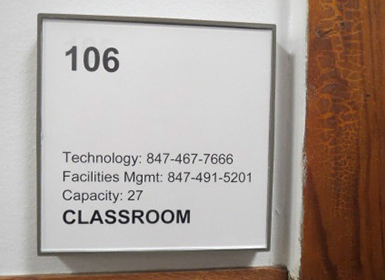 106
Technology: 847-467-7666
Facilities Mgmt: 847-491-5201
Capacity: 27
CLASSROOM